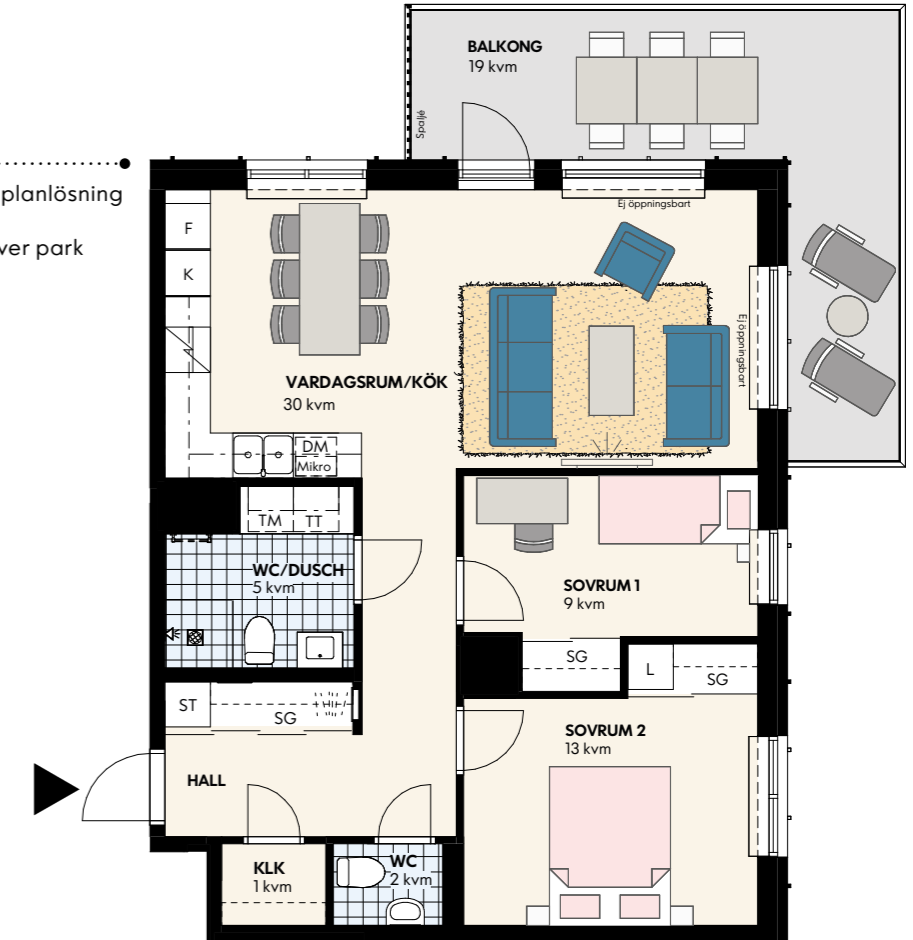 BALKONG
19 kvm
Spaljé
planlösning
ver park
Ej öppningsbart
F
K
Ej öppningsbart
VARDAGSRUM/KÖK
30 kvm
DM
Mikro
TM
TT
WC/DUSCH
5 kvm
SOVRUM 1
9 kvm
SG
L
SG
ST
SG
SOVRUM 2
13 kvm
HALL
KLK
1 kvm
WC
2 kvm